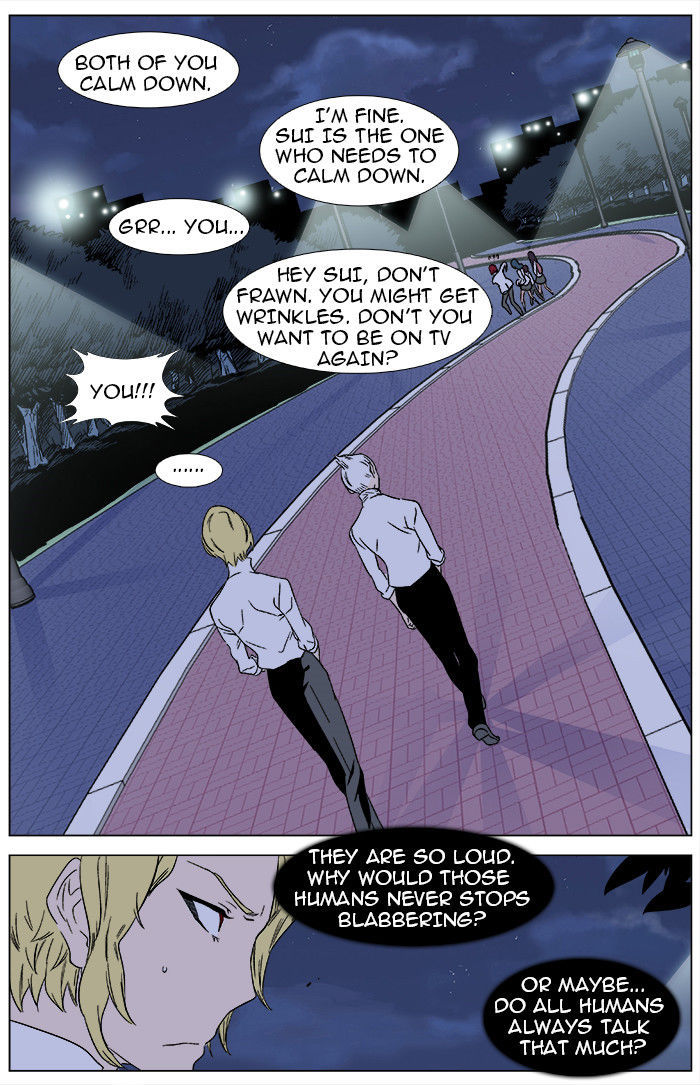 BOTH OF YOU
CALM DOWN.
I'M FINE.
SUI IS THE ONE
WHO NEEDS TO
CALM DOWN.
GRR... YOU...
HEY SUI, DON'T
FRAWN. YOU MIGHT GET
WRINKLES. DON'T YOU
WANT TO BE ON TV
AGAIN?
YOU!!!
......
THEY ARE SO LOUD.
WHY WOULD THOSE
HUMANS NEVER STOPS
BLABBERING?
OR MAYBE...
DO ALL HUMANS
ALWAYS TALK
THAT MUCH?